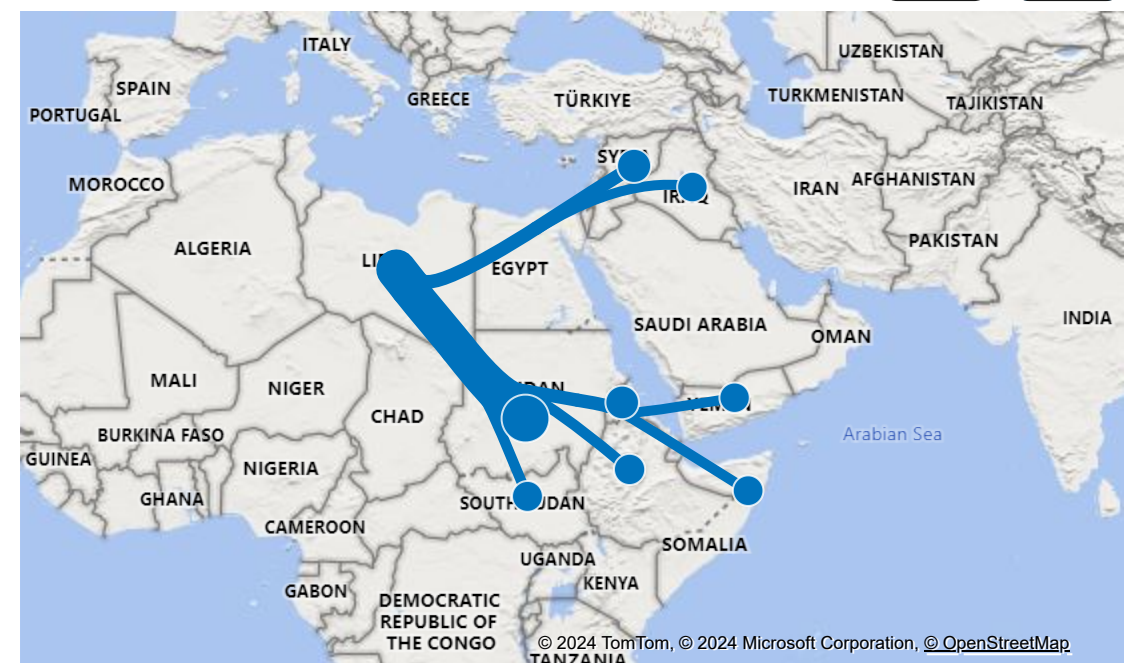 ITALY
UZBEKISTAN
SPAIN
GREECE
TÜRKIYE
TURKMENISTAN
TAJIKISTAN
PORTUGAL
MOROCCO
IRAN
AFGHANISTAN
ALGERIA
EGYPT
PAKISTAN
SAUDI ARABIA
OMAN
INDIA
MALI
NIGER
CHAD
BURKINA FASO
Arabian Sea
GUINEA
NIGERIA
GHANA
CAMEROON
UGANDA
SOMALIA
KENYA
GABON
DEMOCRATIC
REPUBLIC OF
THE CONGO
© 2024 TomTom, © 2024 Microsoft Corporation, © OpenStreetMap
TANZANIA